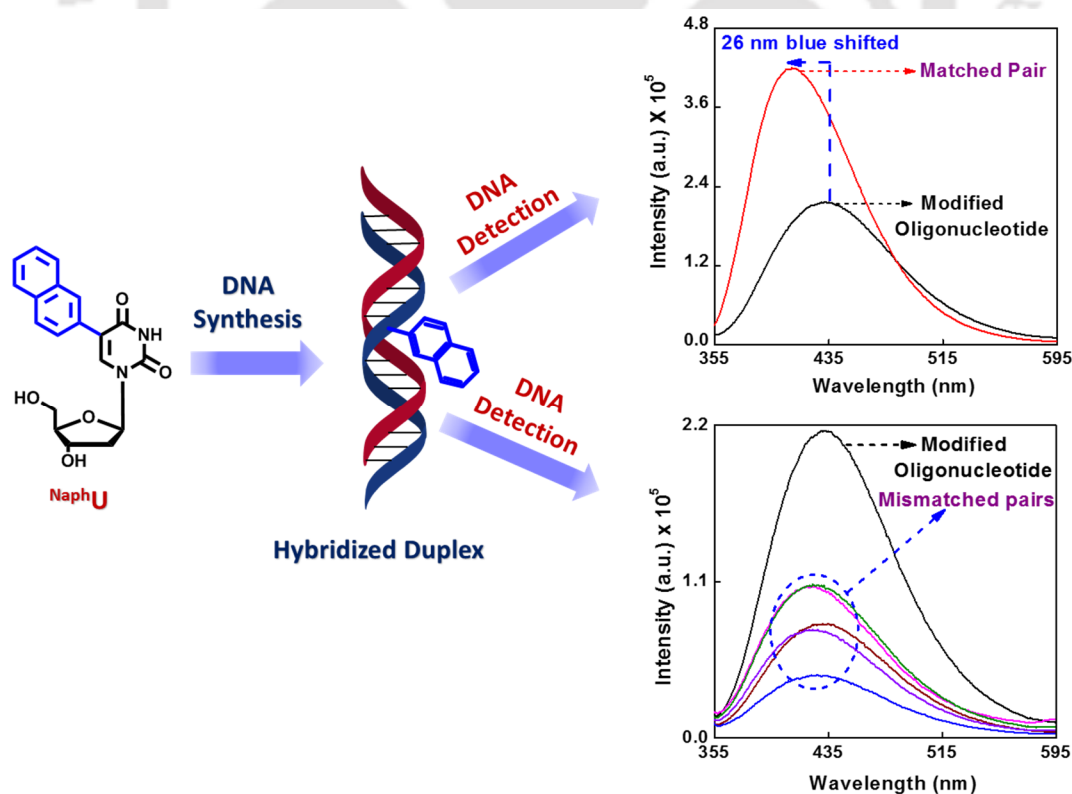 O
NH
N
O
HO
O
OH
NaphU
DNA
Synthesis
Hybridized Duplex
DNA
Detection
DNA
Detection
4.8
3.6
2.4
1.2
0.0
Intensity (a.u.) X 10⁵
26 nm blue shifted
Matched Pair
Modified
Oligonucleotide
355 435 515 595
Wavelength (nm)
2.2
1.1
0.0
Intensity (a.u.) x 10⁵
Modified
Oligonucleotide
Mismatched pairs
355 435 515 595
Wavelength (nm)